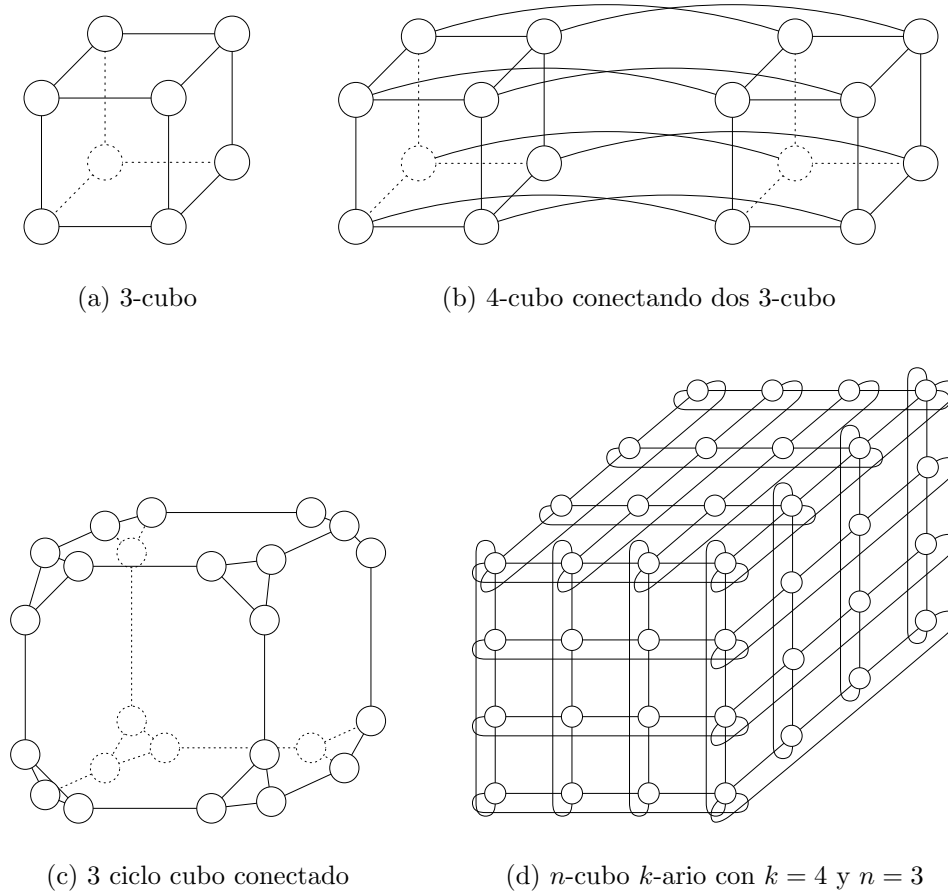 (a) 3-cubo
(b) 4-cubo conectando dos 3-cubo
(c) 3 ciclo cubo conectado
(d) n-cubo k-ario con k = 4 y n = 3